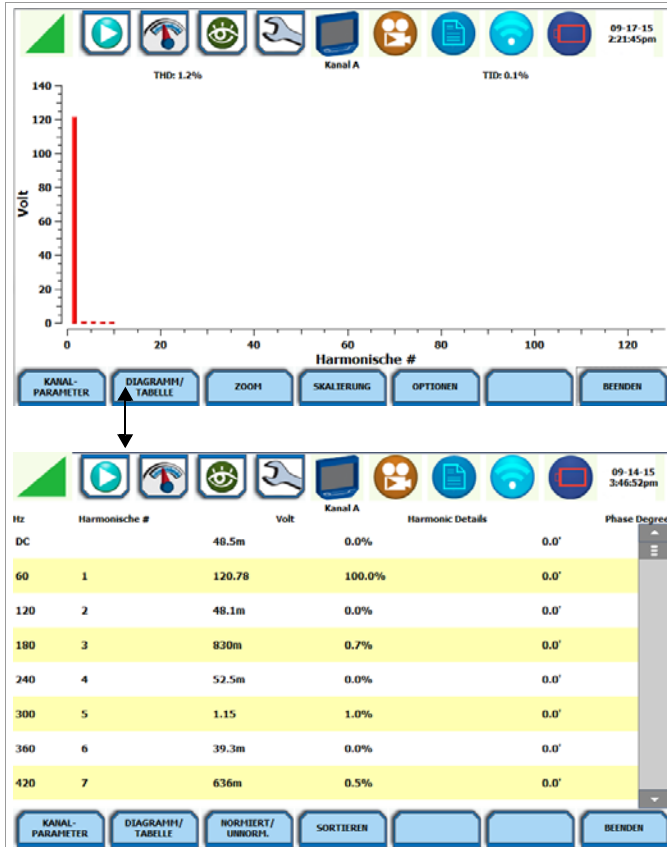 09-17-15
2:21:45pm
Kanal A
THD: 1.2%
TID: 0.1%
140
120
100
80
60
40
20
0
Volt
0 20 40 60 80 100 120
Harmonische #
KANAL-
PARAMETER
DIAGRAMM/
TABELLE
ZOOM
SKALIERUNG
OPTIONEN
BEENDEN
09-14-15
3:46:52pm
Kanal A
Hz Harmonische # Volt Harmonic Details Phase Degree
DC 48.5m 0.0% 0.0'
60 1 120.78 100.0% 0.0'
120 2 48.1m 0.0% 0.0'
180 3 830m 0.7% 0.0'
240 4 52.5m 0.0% 0.0'
300 5 1.15 1.0% 0.0'
360 6 39.3m 0.0% 0.0'
420 7 636m 0.5% 0.0'
KANAL-
PARAMETER
DIAGRAMM/
TABELLE
NORMIERT/
UNNORM.
SORTIEREN
BEENDEN